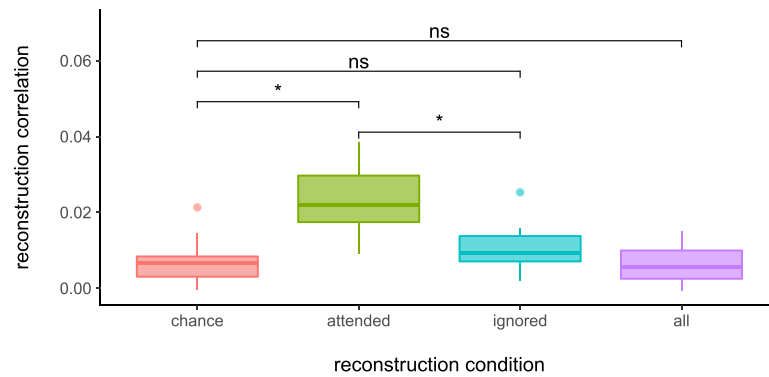 ns
ns
*
*
0.06
0.04
0.02
0.00
reconstruction correlation
chance attended ignored all
reconstruction condition